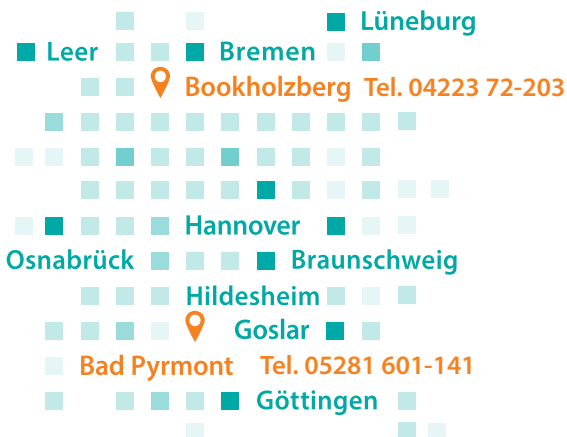 Lüneburg
Leer Bremen
Bookholzberg Tel. 04223 72-203
Hannover
Osnabrück Braunschweig
Hildesheim
Goslar
Bad Pyrmont Tel. 05281 601-141
Göttingen